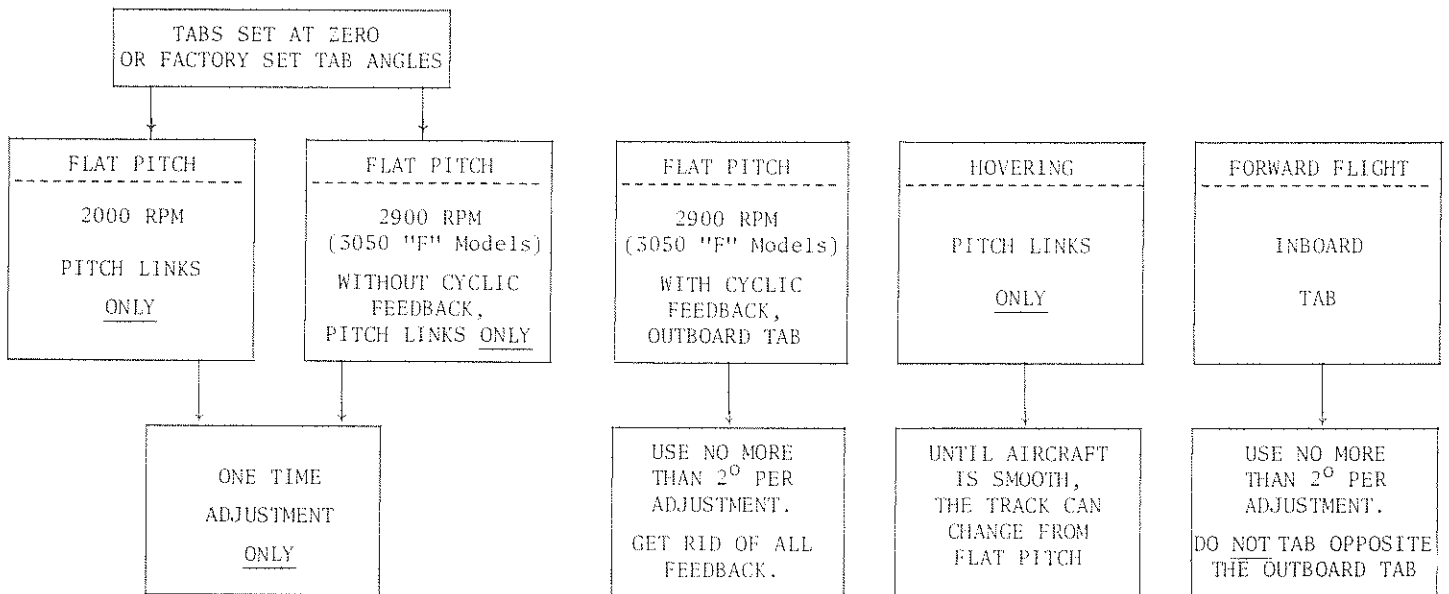 TABS SET AT ZERO
OR FACTORY SET TAB ANGLES
FLAT PITCH
2000 RPM
PITCH LINKS
ONLY
FLAT PITCH
2900 RPM
(3050 "F" Models)
WITHOUT CYCLIC
FEEDBACK,
PITCH LINKS ONLY
FLAT PITCH
2900 RPM
(3050 "F" Models)
WITH CYCLIC
FEEDBACK,
OUTBOARD TAB
HOVERING
PITCH LINKS
ONLY
FORWARD FLIGHT
INBOARD
TAB
ONE TIME
ADJUSTMENT
ONLY
USE NO MORE
THAN 2° PER
ADJUSTMENT.
GET RID OF ALL
FEEDBACK.
UNTIL AIRCRAFT
IS SMOOTH,
THE TRACK CAN
CHANGE FROM
FLAT PITCH
USE NO MORE
THAN 2° PER
ADJUSTMENT.
DO NOT TAB OPPOSITE
THE OUTBOARD TAB